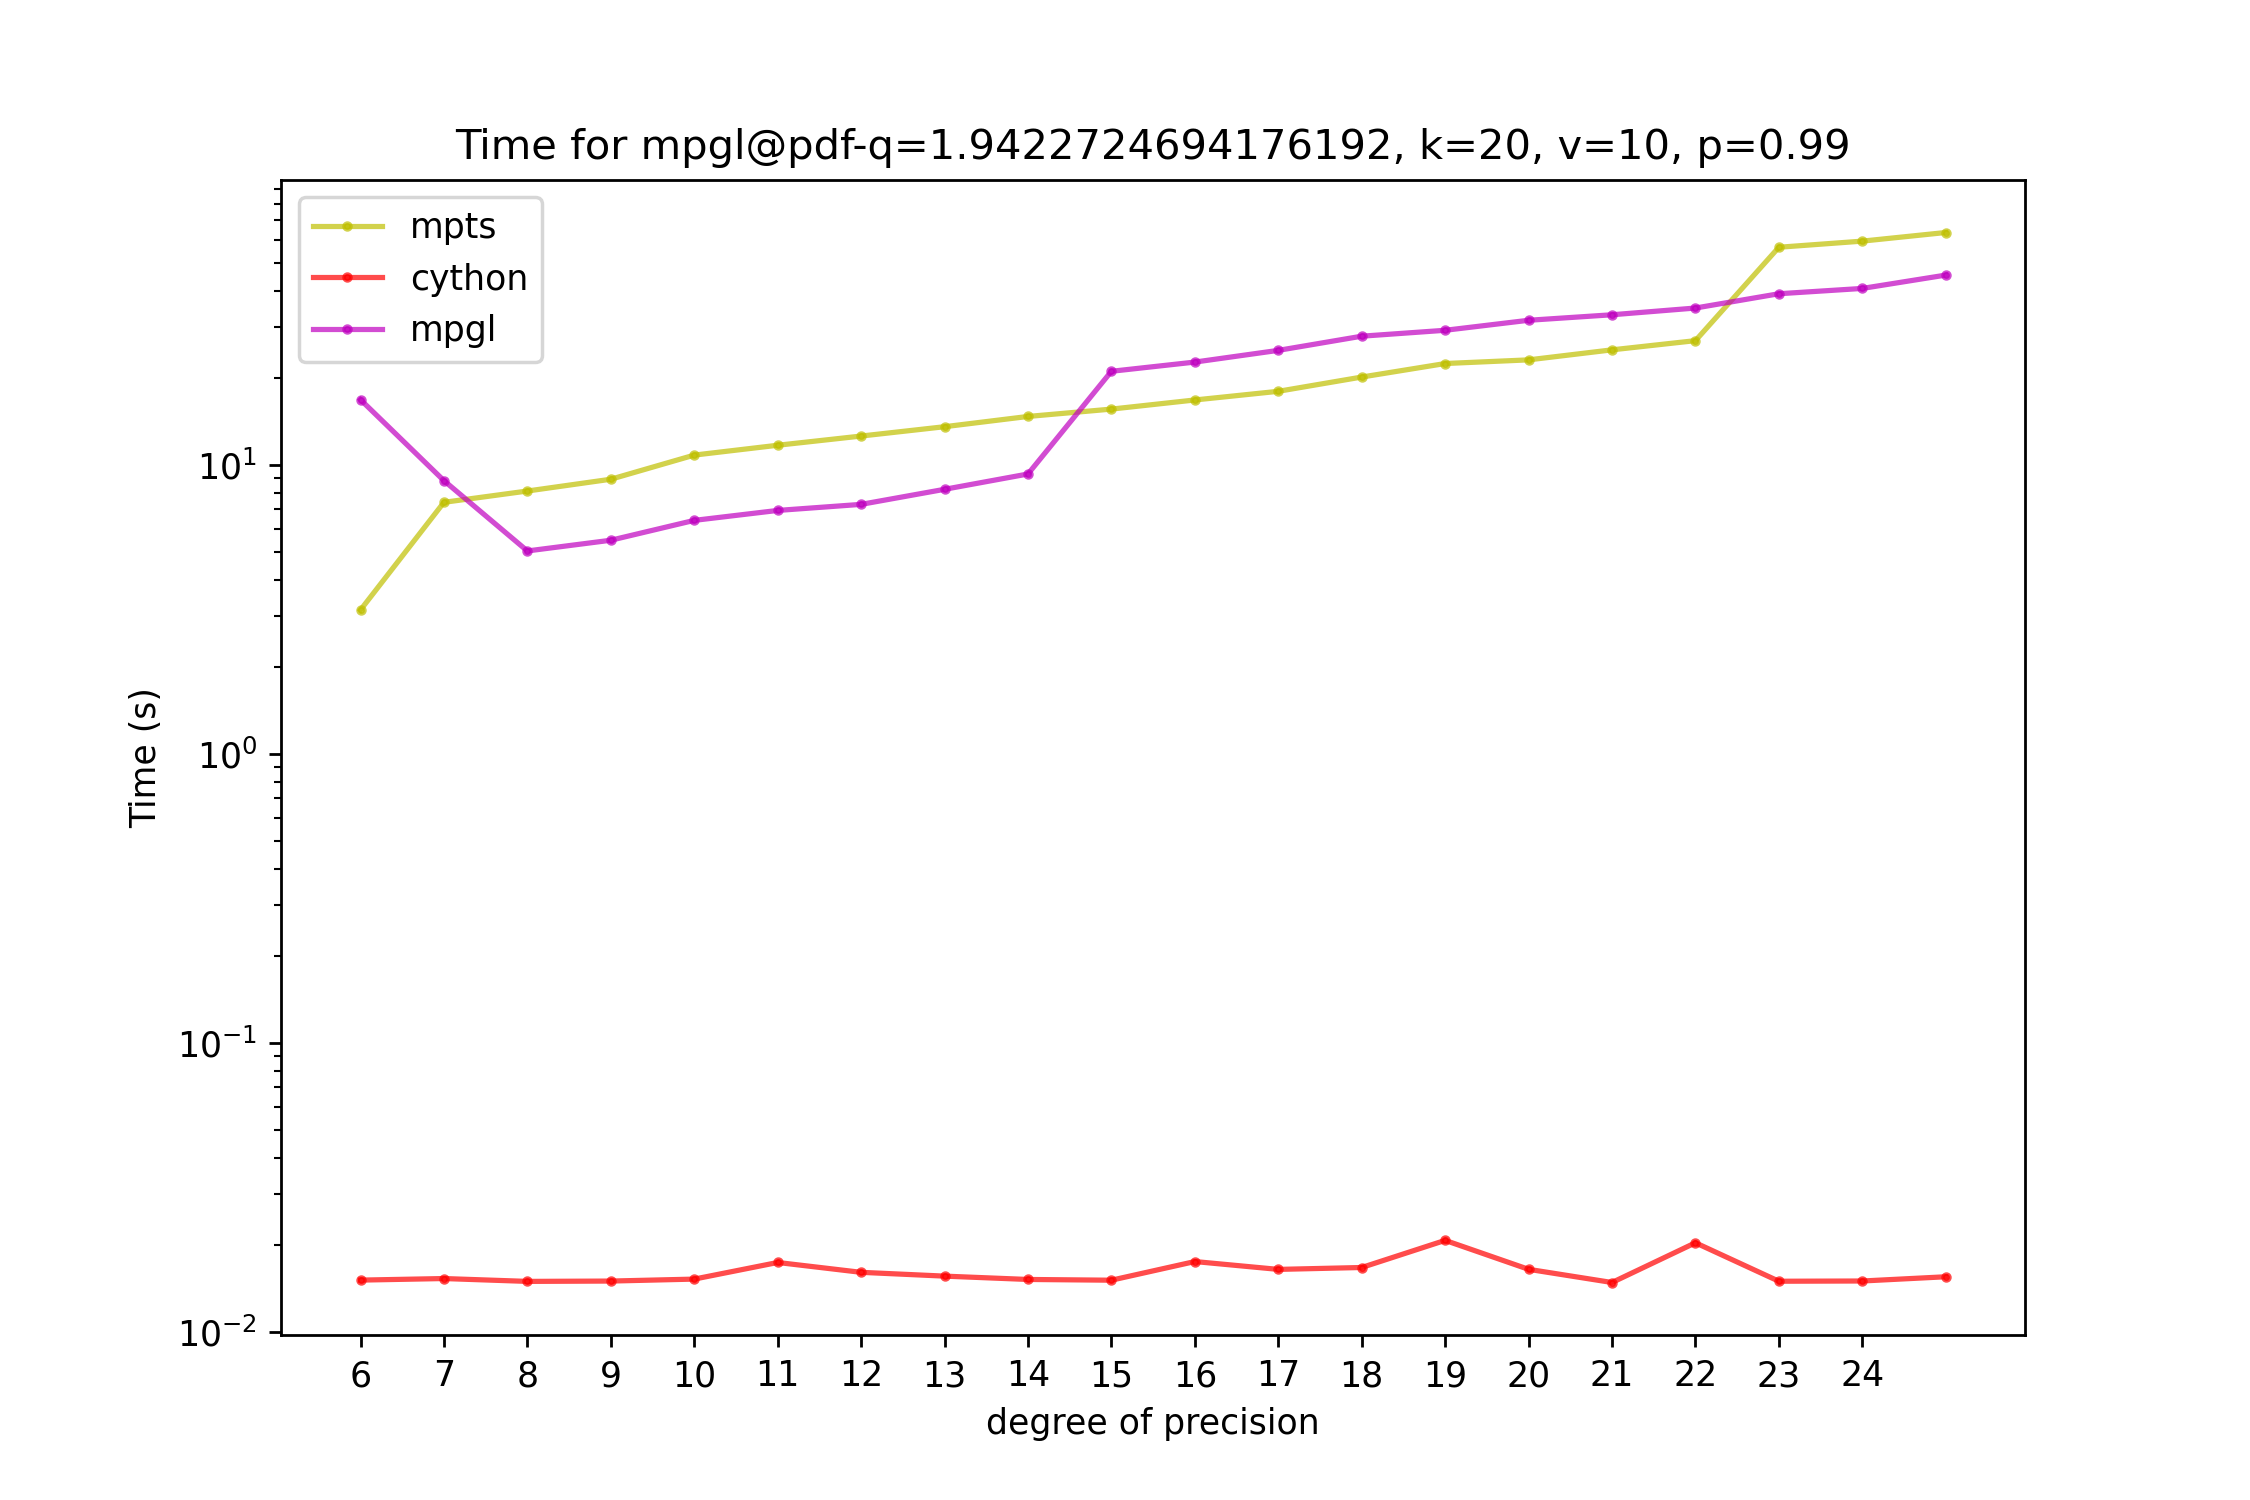 Time for mpgl@pdf-q=1.9422724694176192, k=20, v=10, p=0.99
mpts
cython
mpgl
10¹
10⁰
10⁻¹
10⁻²
Time (s)
6 7 8 9 10 11 12 13 14 15 16 17 18 19 20 21 22 23 24
degree of precision